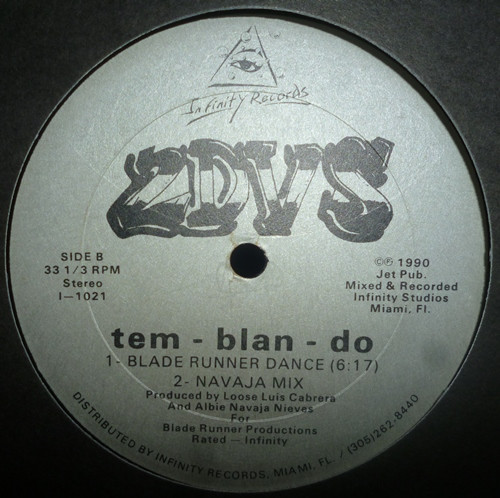 Infinity Records
ZDVS
SIDE B
33 1/3 RPM
Stereo
I-1021
©℗ 1990
Jet Pub.
Mixed & Recorded
Infinity Studios
Miami, Fl.
tem - blan - do
1- BLADE RUNNER DANCE (6:17)
2- NAVAJA MIX
Produced by Loose Luis Cabrera
And Albie Navaja Nieves
For
Blade Runner Productions
Rated — Infinity
DISTRIBUTED BY INFINITY RECORDS, MIAMI, FL. / (305)262-8440